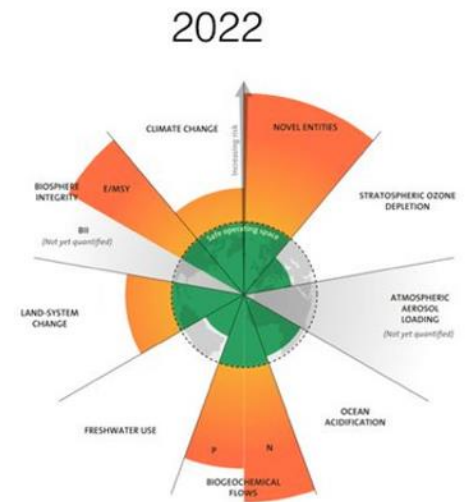 2022
CLIMATE CHANGE
Increasing risk
NOVEL ENTITIES
STRATOSPHERIC OZONE
DEPLETION
ATMOSPHERIC
AEROSOL
LOADING
(Not yet quantified)
OCEAN
ACIDIFICATION
N
P
BIOGEOCHEMICAL
FLOWS
FRESHWATER USE
LAND-SYSTEM
CHANGE
BII
(Not yet quantified)
BIOSPHERE
INTEGRITY
E/MSY
Safe operating space